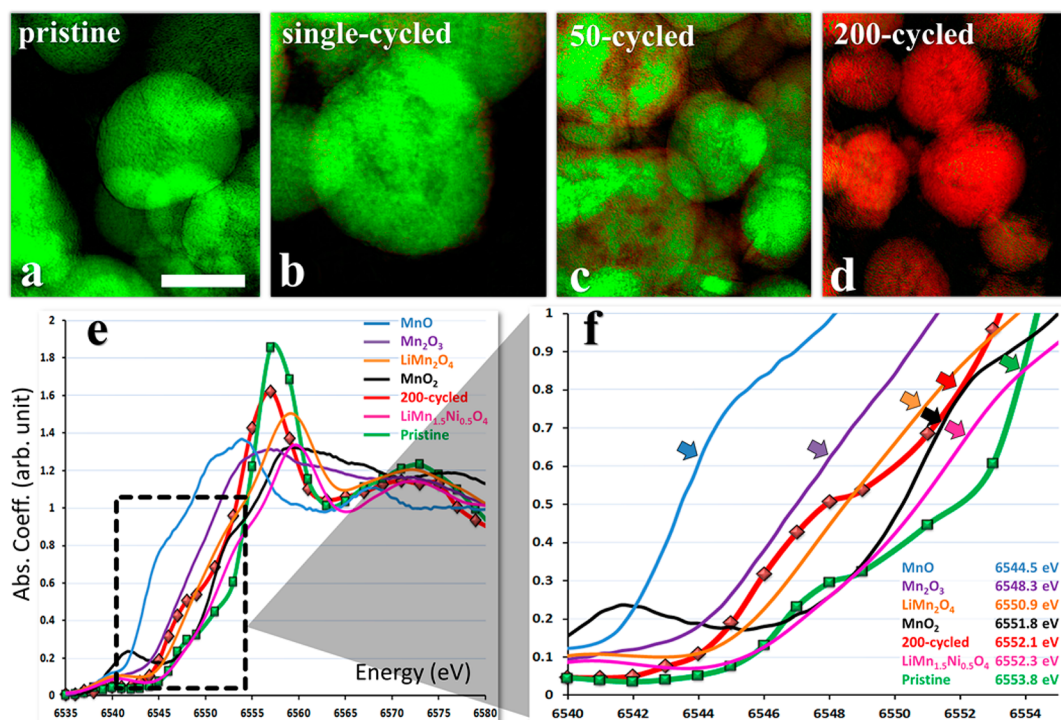 pristine
single-cycled
50-cycled
200-cycled
a
b
c
d
e
2
1.8
1.6
1.4
1.2
1
0.8
0.6
0.4
0.2
0
Abs. Coeff. (arb. unit)
MnO
Mn2O3
LiMn2O4
MnO2
200-cycled
LiMn1.5Ni0.5O4
Pristine
Energy (eV)
6535 6540 6545 6550 6555 6560 6565 6570 6575 6580
f
1
0.9
0.8
0.7
0.6
0.5
0.4
0.3
0.2
0.1
0
MnO 6544.5 eV
Mn2O3 6548.3 eV
LiMn2O4 6550.9 eV
MnO2 6551.8 eV
200-cycled 6552.1 eV
LiMn1.5Ni0.5O4 6552.3 eV
Pristine 6553.8 eV
6540 6542 6544 6546 6548 6550 6552 6554